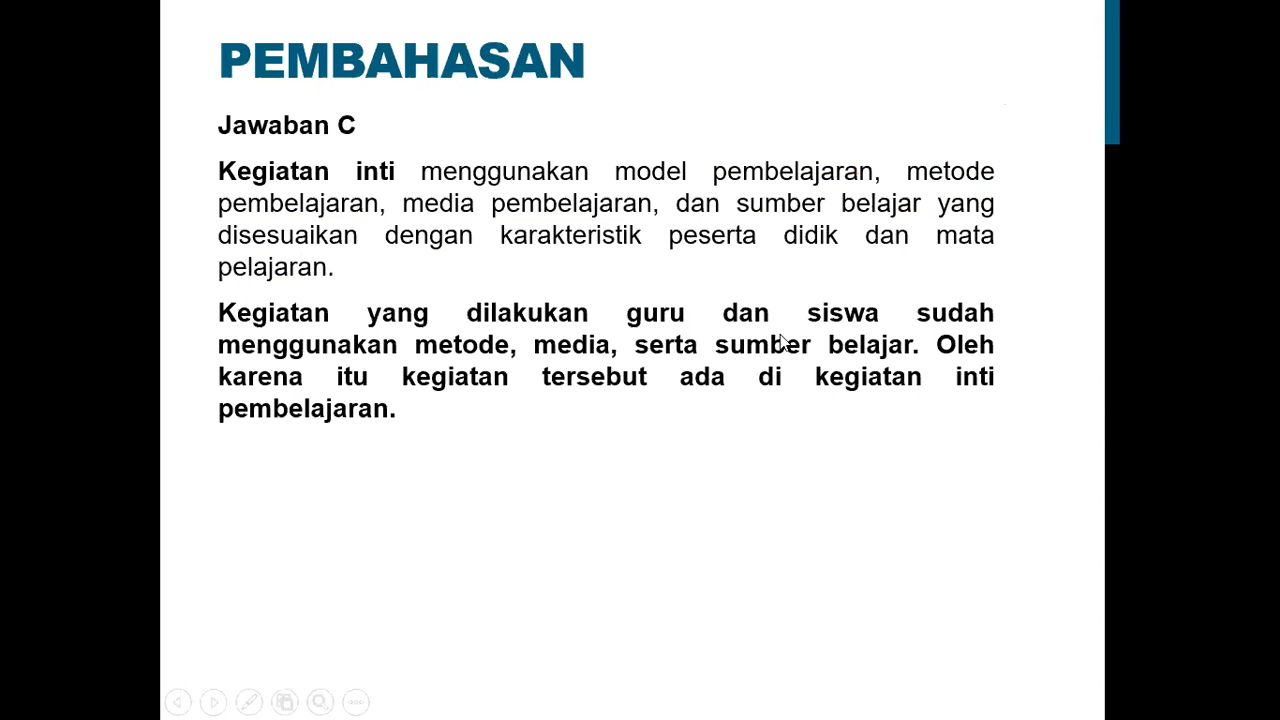 PEMBAHASAN
Jawaban C
Kegiatan inti menggunakan model pembelajaran, metode
pembelajaran, media pembelajaran, dan sumber belajar yang
disesuaikan dengan karakteristik peserta didik dan mata
pelajaran.
Kegiatan yang dilakukan guru dan siswa sudah
menggunakan metode, media, serta sumber belajar. Oleh
karena itu kegiatan tersebut ada di kegiatan inti
pembelajaran.